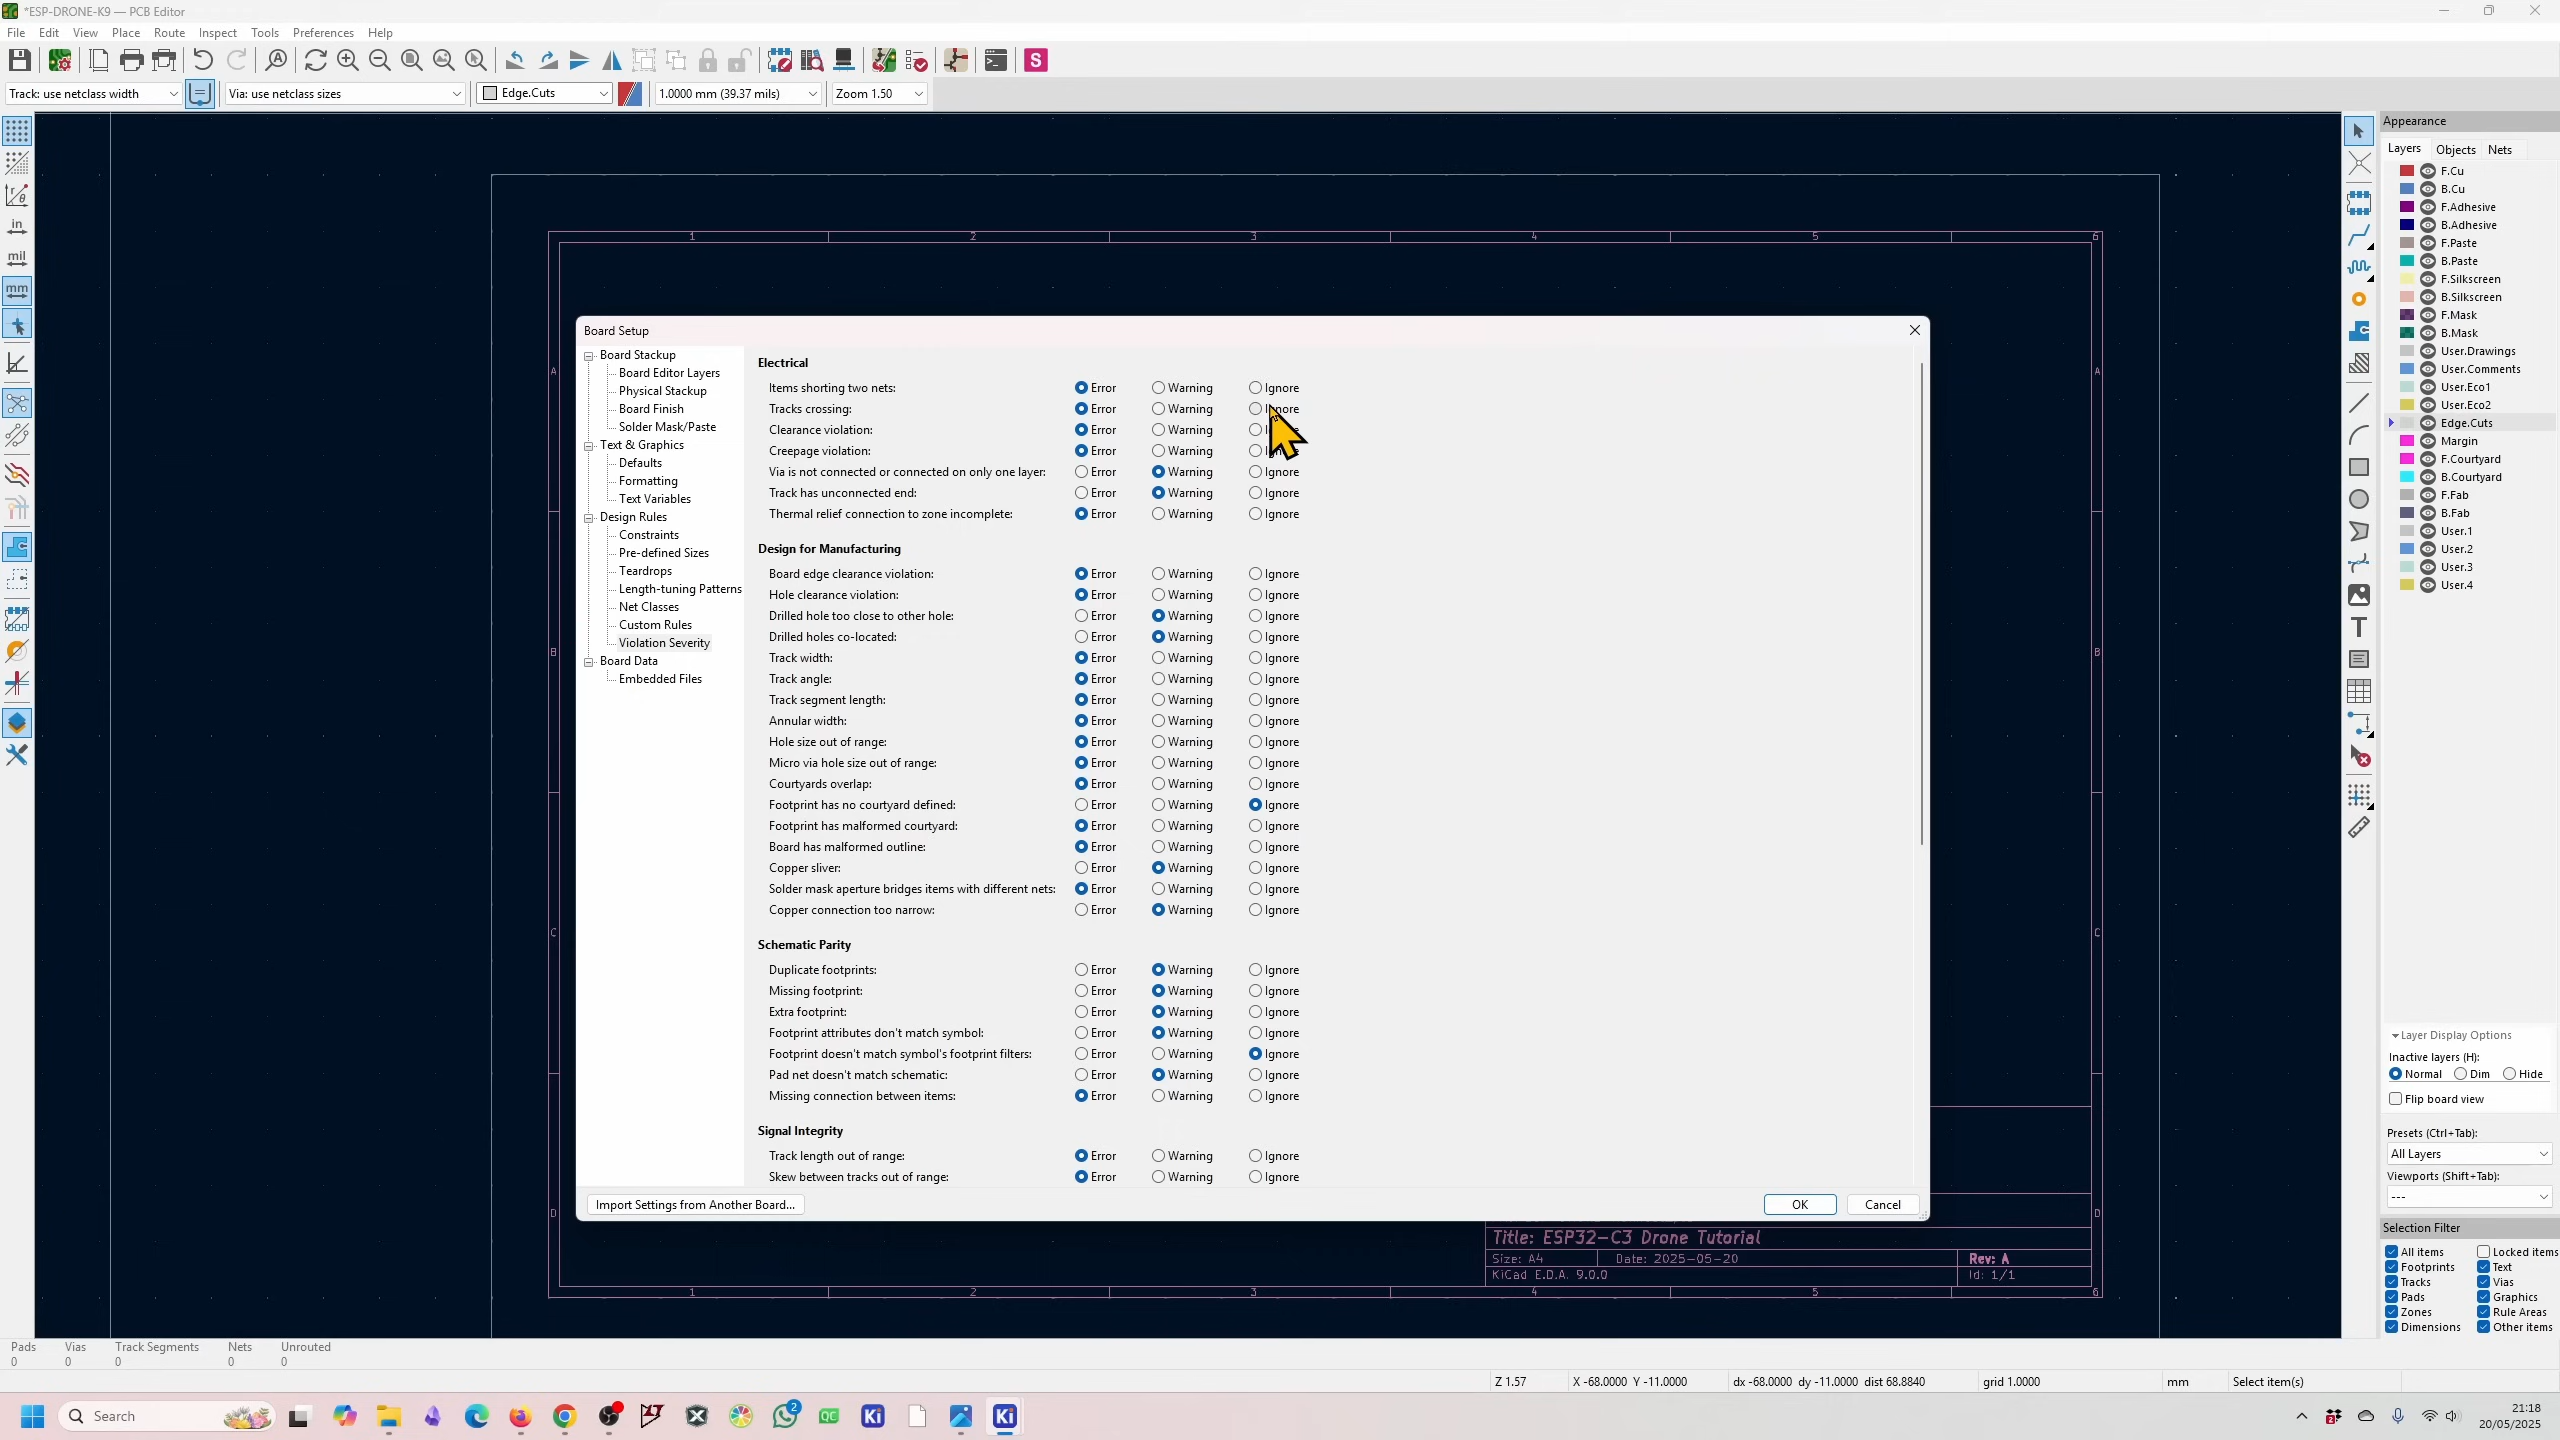 *ESP-DRONE-K9 — PCB Editor
File Edit View Place Route Inspect Tools Preferences Help
Track: use netclass width Via: use netclass sizes Edge.Cuts 1.0000 mm (39.37 mils) Zoom 1.50
in
mil
mm
Board Setup
Board Stackup
Board Editor Layers
Physical Stackup
Board Finish
Solder Mask/Paste
Text & Graphics
Defaults
Formatting
Text Variables
Design Rules
Constraints
Pre-defined Sizes
Teardrops
Length-tuning Patterns
Net Classes
Custom Rules
Violation Severity
Board Data
Embedded Files
Electrical
Items shorting two nets: Error Warning Ignore
Tracks crossing: Error Warning
Clearance violation: Error Warning
Creepage violation: Error Warning
Via is not connected or connected on only one layer: Error Warning Ignore
Track has unconnected end: Error Warning Ignore
Thermal relief connection to zone incomplete: Error Warning Ignore
Design for Manufacturing
Board edge clearance violation: Error Warning Ignore
Hole clearance violation: Error Warning Ignore
Drilled hole too close to other hole: Error Warning Ignore
Drilled holes co-located: Error Warning Ignore
Track width: Error Warning Ignore
Track angle: Error Warning Ignore
Track segment length: Error Warning Ignore
Annular width: Error Warning Ignore
Hole size out of range: Error Warning Ignore
Micro via hole size out of range: Error Warning Ignore
Courtyards overlap: Error Warning Ignore
Footprint has no courtyard defined: Error Warning Ignore
Footprint has malformed courtyard: Error Warning Ignore
Board has malformed outline: Error Warning Ignore
Copper sliver: Error Warning Ignore
Solder mask aperture bridges items with different nets: Error Warning Ignore
Copper connection too narrow: Error Warning Ignore
Schematic Parity
Duplicate footprints: Error Warning Ignore
Missing footprint: Error Warning Ignore
Extra footprint: Error Warning Ignore
Footprint attributes don't match symbol: Error Warning Ignore
Footprint doesn't match symbol's footprint filters: Error Warning Ignore
Pad net doesn't match schematic: Error Warning Ignore
Missing connection between items: Error Warning Ignore
Signal Integrity
Track length out of range: Error Warning Ignore
Skew between tracks out of range: Error Warning Ignore
Import Settings from Another Board... OK Cancel
1 2 3 4 5 6
A A
B B
C C
D D
Title: ESP32-C3 Drone Tutorial
Size: A4 Date: 2025-05-20 Rev: A
KiCad E.D.A. 9.0.0 Id: 1/1
1 2 3 4 5 6
Appearance
Layers Objects Nets
F.Cu
B.Cu
F.Adhesive
B.Adhesive
F.Paste
B.Paste
F.Silkscreen
B.Silkscreen
F.Mask
B.Mask
User.Drawings
User.Comments
User.Eco1
User.Eco2
Edge.Cuts
Margin
F.Courtyard
B.Courtyard
F.Fab
B.Fab
User.1
User.2
User.3
User.4
Layer Display Options
Inactive layers (H):
Normal Dim Hide
Flip board view
Presets (Ctrl+Tab):
All Layers
Viewports (Shift+Tab):
---
Selection Filter
All items Locked items
Footprints Text
Tracks Vias
Pads Graphics
Zones Rule Areas
Dimensions Other items
Pads Vias Track Segments Nets Unrouted
0 0 0 0 0
Z 1.57 X -68.0000 Y -11.0000 dx -68.0000 dy -11.0000 dist 68.8840 grid 1.0000 mm Select item(s)
Search
21:18
20/05/2025